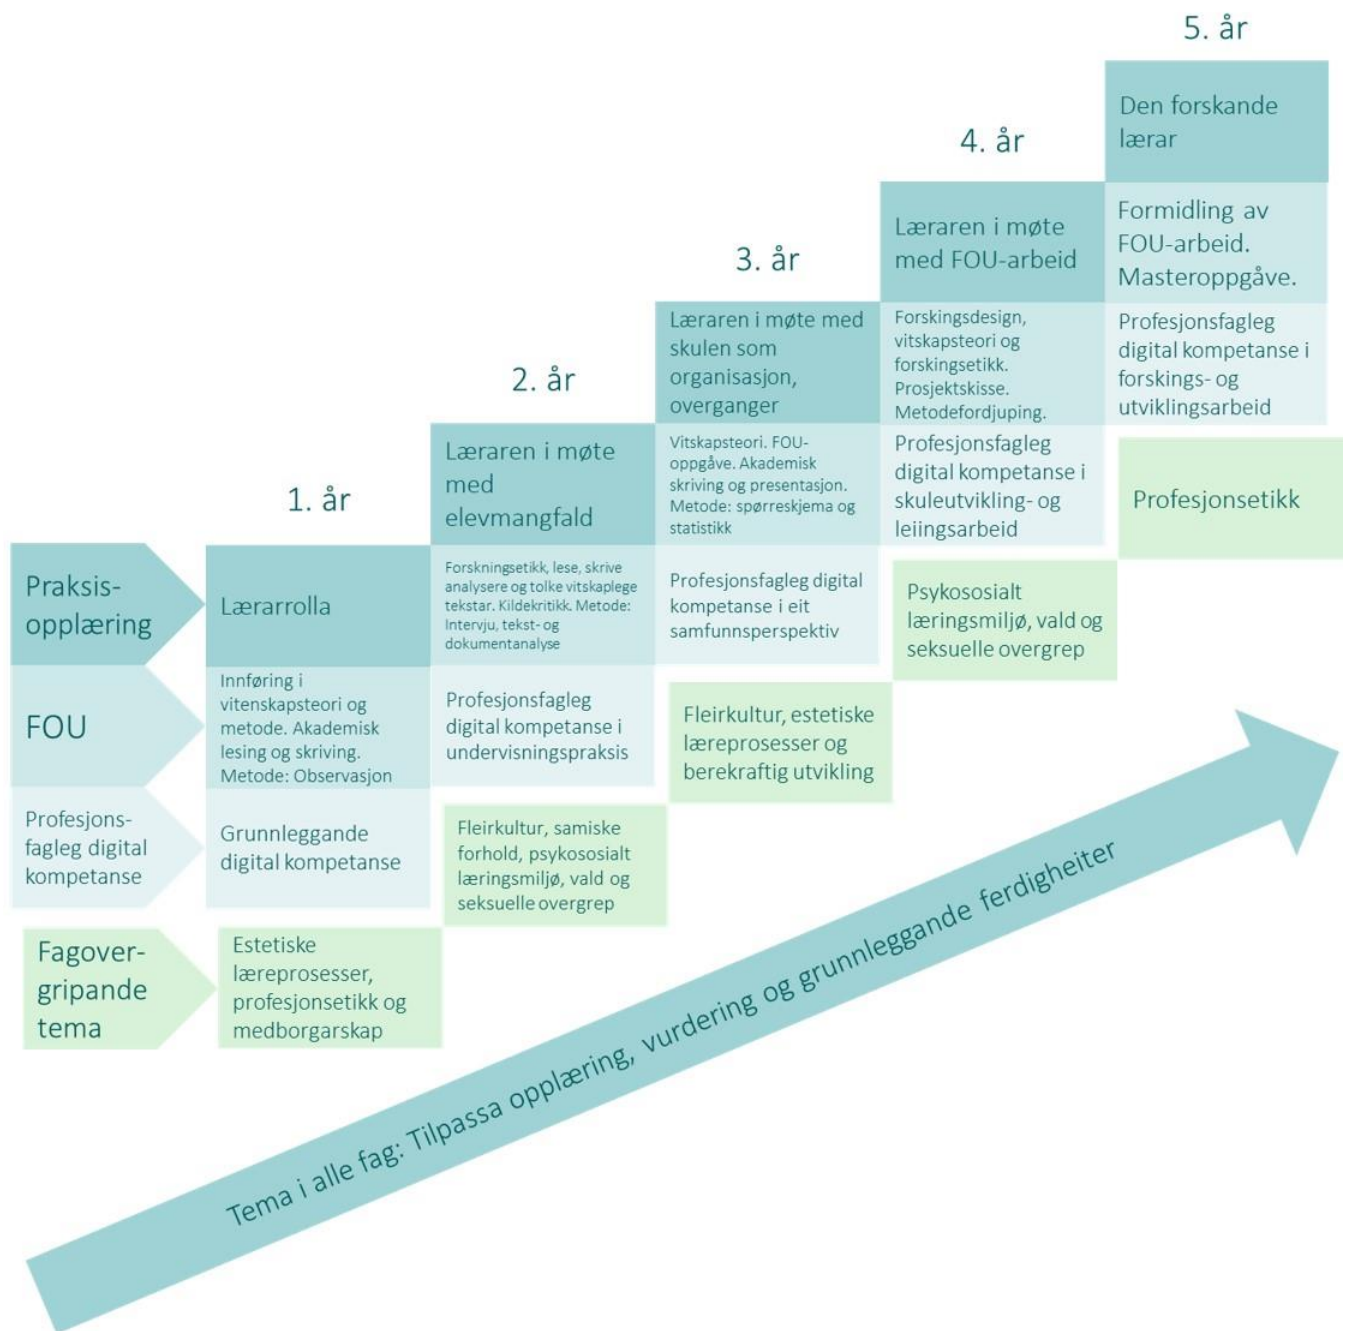 5. år
Den forskande
lærar
Formidling av
FOU-arbeid.
Masteroppgåve.
Profesjonsfagleg
digital kompetanse i
forskings- og
utviklingsarbeid
Profesjonsetikk
4. år
Læraren i møte
med FOU-arbeid
Forskingsdesign,
vitskapsteori og
forskingsetikk.
Prosjektskisse.
Metodefordjuping.
Profesjonsfagleg
digital kompetanse i
skuleutvikling- og
leiingsarbeid
Psykososialt
læringsmiljø, vald og
seksuelle overgrep
3. år
Læraren i møte med
skulen som
organisasjon,
overganger
Vitskapsteori. FOU-
oppgåve. Akademisk
skriving og presentasjon.
Metode: spørreskjema og
statistikk
Profesjonsfagleg digital
kompetanse i eit
samfunnsperspektiv
Fleirkultur, estetiske
læreprosesser og
berekraftig utvikling
2. år
Læraren i møte
med
elevmangfald
Forskningsetikk, lese, skrive
analysere og tolke vitskaplege
tekstar. Kildekritikk. Metode:
Intervju, tekst- og
dokumentanalyse
Profesjonsfagleg
digital kompetanse i
undervisningspraksis
Fleirkultur, samiske
forhold, psykososialt
læringsmiljø, vald og
seksuelle overgrep
1. år
Lærarrolla
Innføring i
vitenskapsteori og
metode. Akademisk
lesing og skriving.
Metode: Observasjon
Grunnleggande
digital kompetanse
Estetiske
læreprosesser,
profesjonsetikk og
medborgarskap
Praksis-
opplæring
FOU
Profesjons-
fagleg digital
kompetanse
Fagover-
gripande
tema
Tema i alle fag: Tilpassa opplæring, vurdering og grunnleggande ferdigheiter